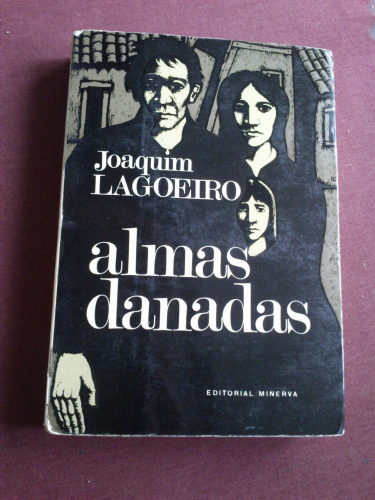 Joaquim
LAGOEIRO
almas
danadas
EDITORIAL MINERVA